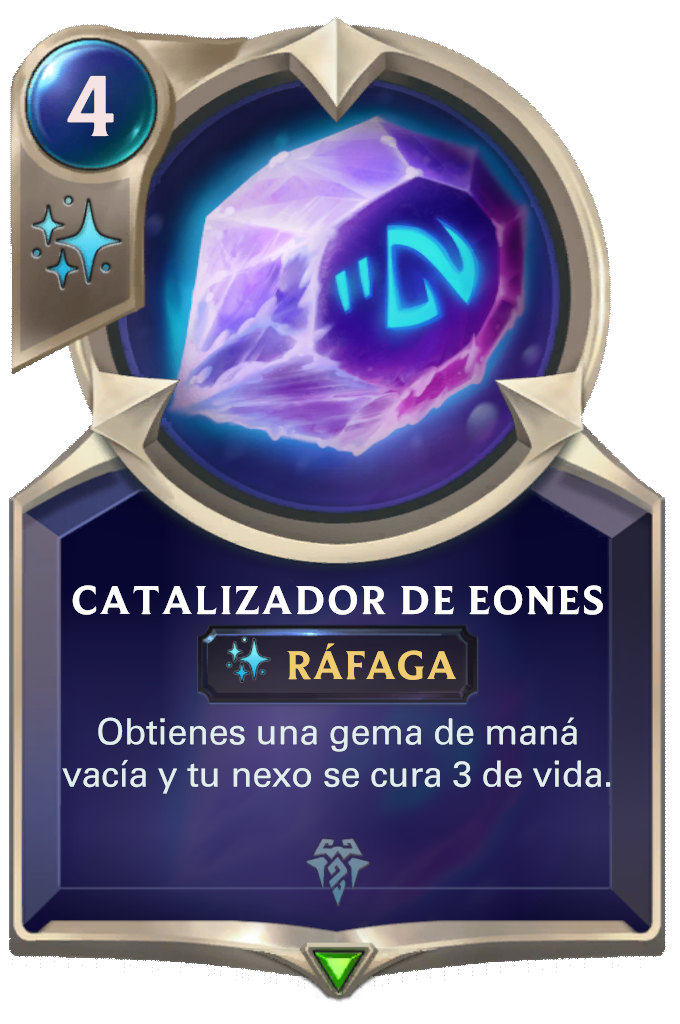 4
CATALIZADOR DE EONES
RÁFAGA
Obtienes una gema de maná
vacía y tu nexo se cura 3 de vida.